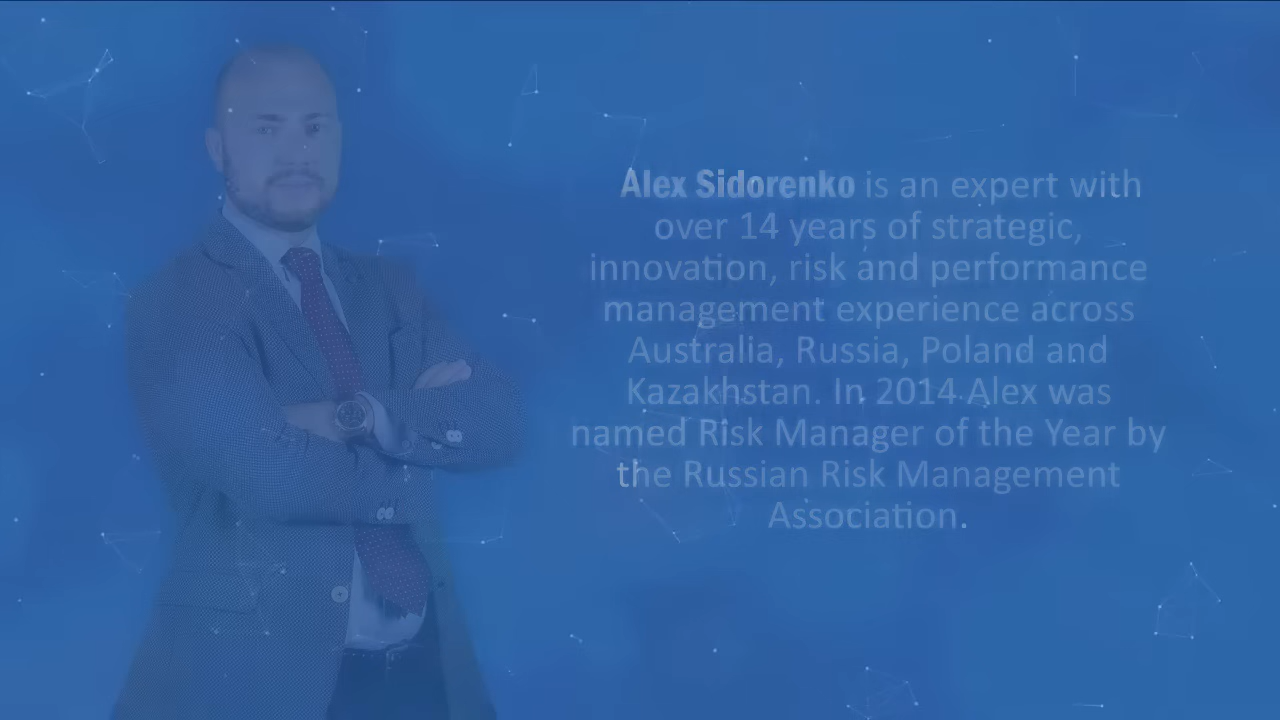 Alex Sidorenko is an expert with
over 14 years of strategic,
innovation, risk and performance
management experience across
Australia, Russia, Poland and
Kazakhstan. In 2014 Alex was
named Risk Manager of the Year by
the Russian Risk Management
Association.